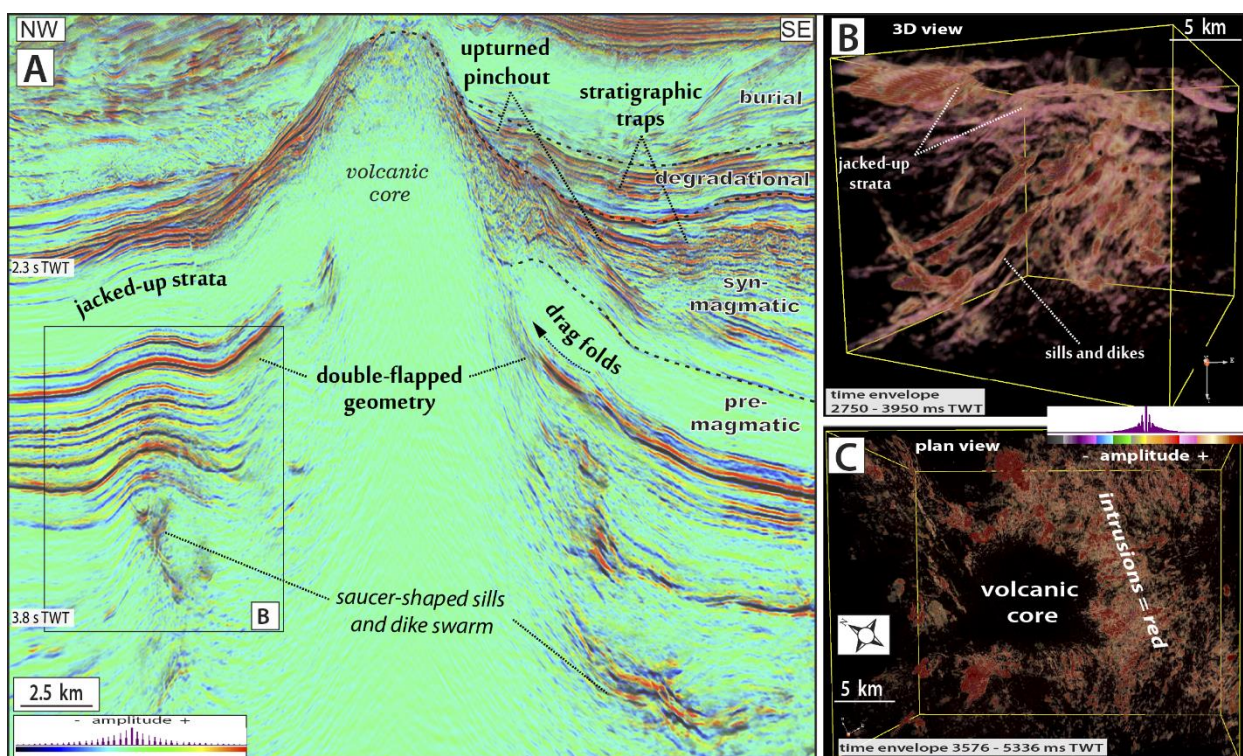 NW
SE
A
upturned
pinchout
stratigraphic
traps
burial
degradational
volcanic
core
2.3 s TWT
jacked-up strata
syn-
magmatic
drag folds
double-flapped
geometry
pre-
magmatic
saucer-shaped sills
and dike swarm
3.8 s TWT
B
2.5 km
- amplitude +
B
3D view
5 km
jacked-up
strata
sills and dikes
time envelope
2750 - 3950 ms TWT
- amplitude +
C
plan view
intrusions = red
volcanic
core
N
5 km
time envelope 3576 - 5336 ms TWT